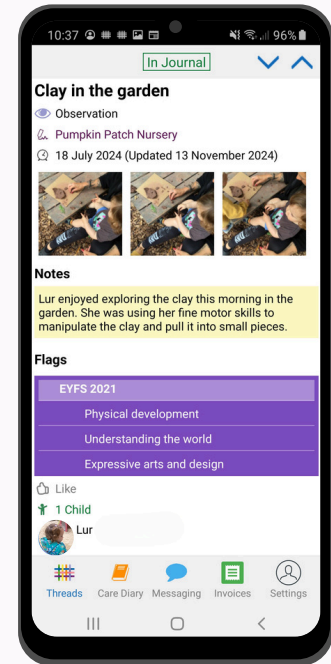 10:37
96%
In Journal
Clay in the garden
Observation
Pumpkin Patch Nursery
18 July 2024 (Updated 13 November 2024)
Notes
Lur enjoyed exploring the clay this morning in the
garden. She was using her fine motor skills to
manipulate the clay and pull it into small pieces.
Flags
EYFS 2021
Physical development
Understanding the world
Expressive arts and design
Like
1 Child
Lur
Threads Care Diary Messaging Invoices Settings